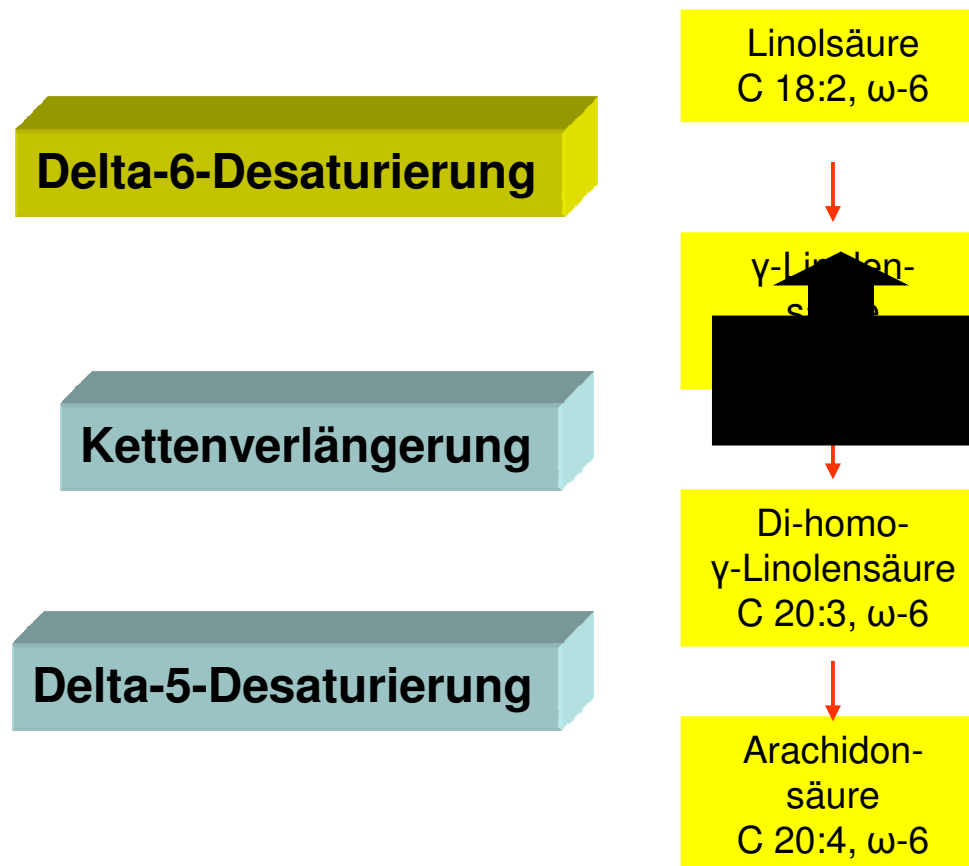 Linolsäure
C 18:2, ω-6
Delta-6-Desaturierung
Kettenverlängerung
Di-homo-
γ-Linolensäure
C 20:3, ω-6
Delta-5-Desaturierung
Arachidon-
säure
C 20:4, ω-6